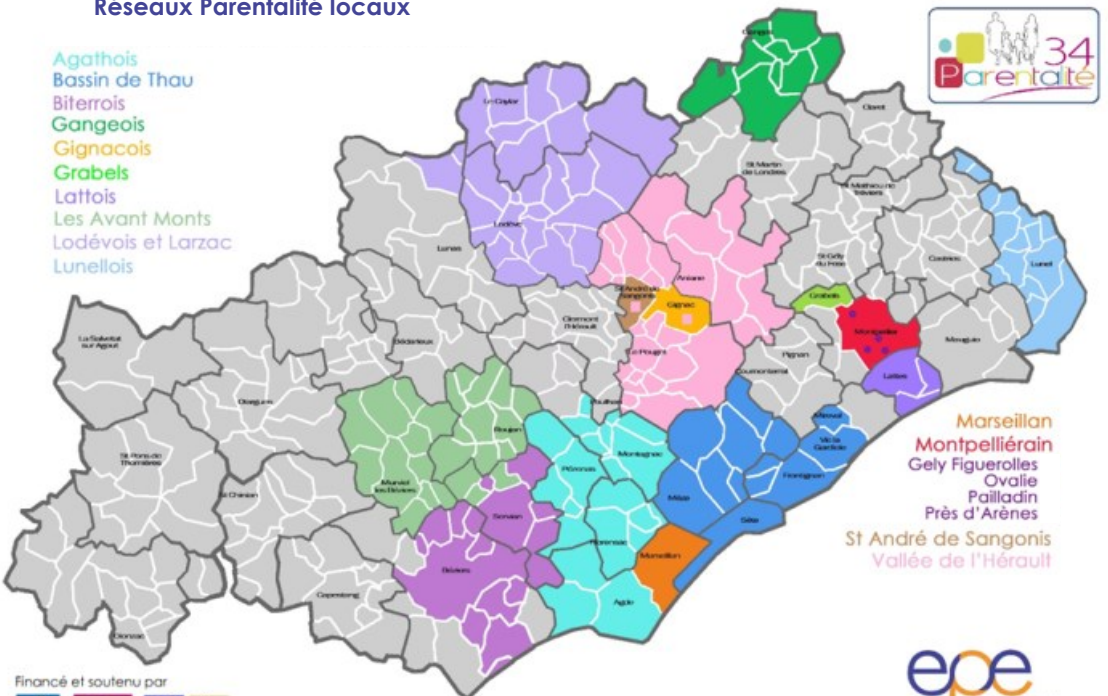 Réseaux Parentalité locaux
Agathois
Bassin de Thau
Biterrois
Gangeois
Gignacois
Grabels
Lattois
Les Avant Monts
Lodévois et Larzac
Lunellois
34
Parentalité
Ganges
Claret
Le Caylar
St Martin
de Londres
St Mathieu de
Tréviers
Lodève
Lunas
Aniane
St Gély
du Fesc
Castries
Lunel
St André de
Sangonis
Gignac
Grabels
Clermont
l'Hérault
Montpellier
Mauguio
La Salvetat
sur Agout
Bédarieux
Le Pouget
Pignan
Cournonterral
Lattes
Olargues
Paulhan
Mireval
Roujan
Montagnac
Vic la
Gardiole
St Pons de
Thomières
Pézenas
Frontignan
Murviel
les Béziers
Mèze
St Chinian
Servian
Sète
Florensac
Marseillan
Béziers
Capestang
Agde
Olonzac
Marseillan
Montpelliérain
Gely Figuerolles
Ovalie
Pailladin
Près d'Arènes
St André de Sangonis
Vallée de l'Hérault
Financé et soutenu par
epe